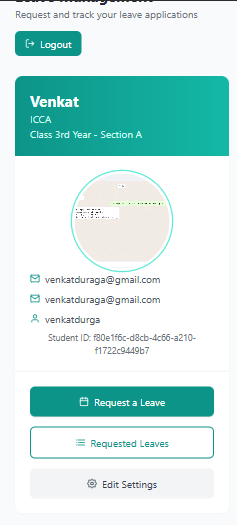 Leave Management
Request and track your leave applications
Logout
Venkat
ICCA
Class 3rd Year - Section A
venkatduraga@gmail.com
venkatduraga@gmail.com
venkatdurga
Student ID: f80e1f6c-d8cb-4c66-a210-
f1722c9449b7
Request a Leave
Requested Leaves
Edit Settings